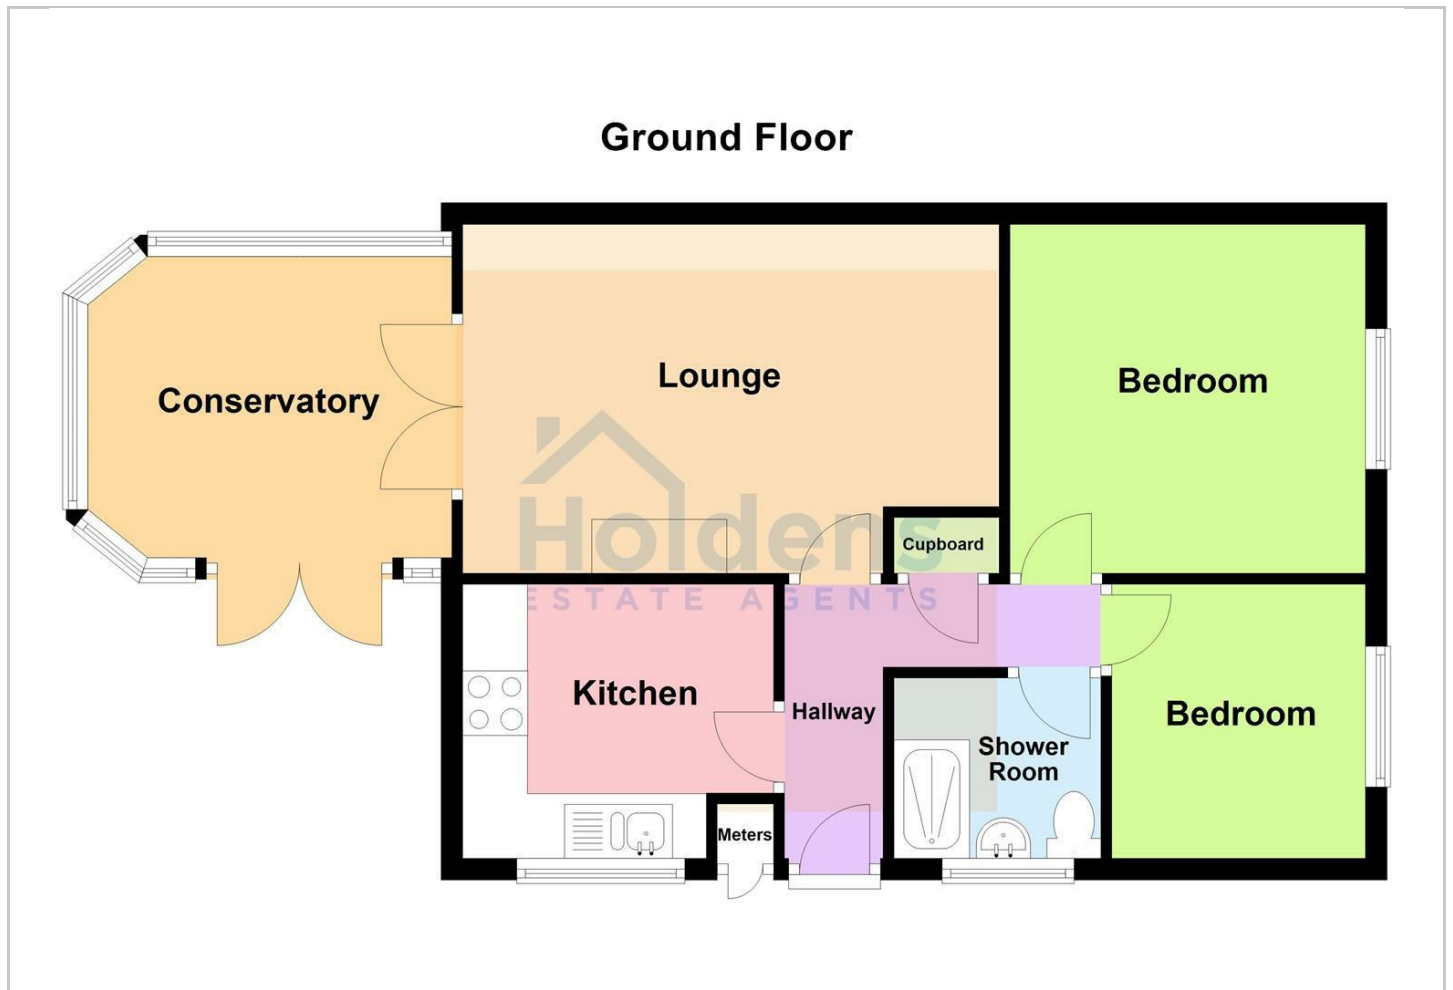 Ground Floor
Conservatory
Lounge
Bedroom
Holdens
ESTATE AGENTS
Cupboard
Kitchen
Hallway
Shower
Room
Bedroom
Meters